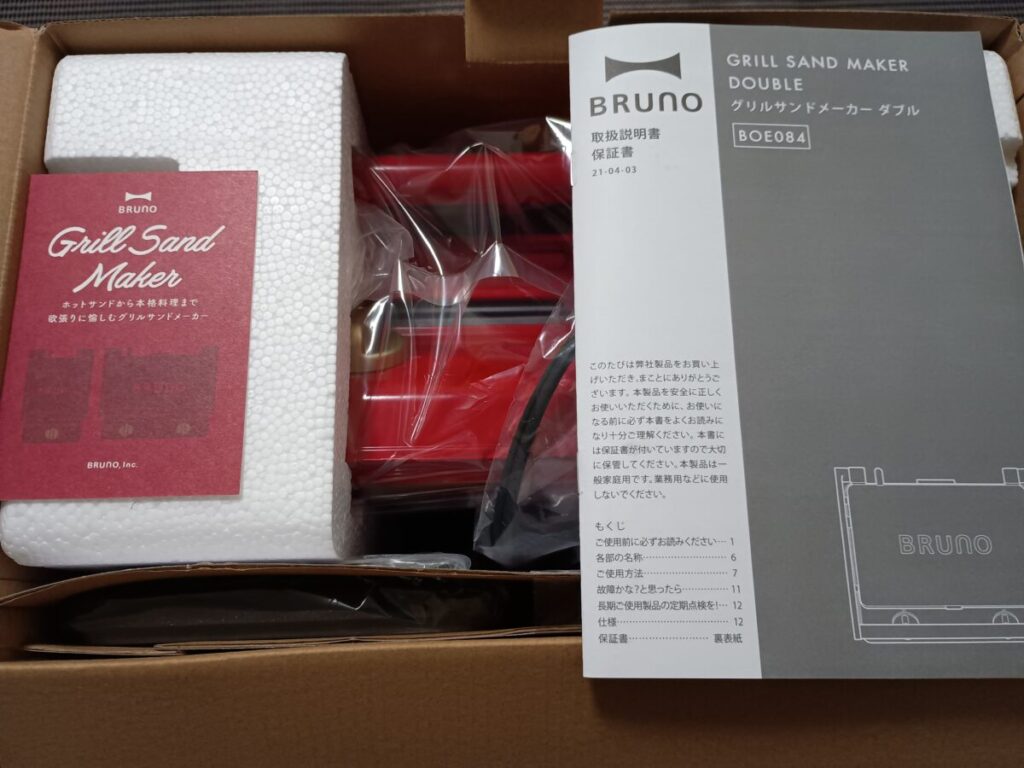 BRUNO
Grill Sand
Maker
ホットサンドから本格料理まで
欲張りに愉しむグリルサンドメーカー
BRUNO, Inc.
BRUNO
取扱説明書
保証書
21-04-03
GRILL SAND MAKER
DOUBLE
グリルサンドメーカー ダブル
BOE084
このたびは弊社製品をお買い上
げいただき、まことにありがとうご
ざいます。本製品を安全に正しく
お使いいただくために、お使いに
なる前に必ず本書をよくお読みに
なり十分ご理解ください。本書に
は保証書が付いていますので大切
に保管してください。本製品は一
般家庭用です。業務用などに使用
しないでください。
もくじ
ご使用前に必ずお読みください… 1
各部の名称……………………… 6
ご使用方法……………………… 7
故障かな?と思ったら…………… 11
長期ご使用製品の定期点検を!… 12
仕様……………………………… 12
保証書……………………… 裏表紙
BRUNO